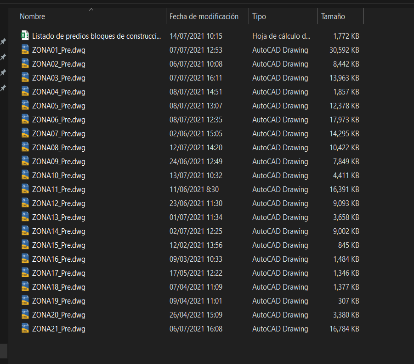 Nombre Fecha de modificación Tipo Tamaño
Listado de predios bloques de construcci... 14/07/2021 10:15 Hoja de cálculo d... 1,772 KB
ZONA01_Pre.dwg 07/07/2021 12:53 AutoCAD Drawing 30,592 KB
ZONA02_Pre.dwg 06/07/2021 10:08 AutoCAD Drawing 8,442 KB
ZONA03_Pre.dwg 07/07/2021 16:11 AutoCAD Drawing 13,963 KB
ZONA04_Pre.dwg 08/07/2021 14:51 AutoCAD Drawing 1,857 KB
ZONA05_Pre.dwg 08/07/2021 13:07 AutoCAD Drawing 12,378 KB
ZONA06_Pre.dwg 08/07/2021 12:35 AutoCAD Drawing 17,973 KB
ZONA07_Pre.dwg 02/06/2021 15:05 AutoCAD Drawing 14,295 KB
ZONA08_Pre.dwg 12/07/2021 14:20 AutoCAD Drawing 10,422 KB
ZONA09_Pre.dwg 24/06/2021 12:49 AutoCAD Drawing 7,849 KB
ZONA10_Pre.dwg 13/07/2021 10:32 AutoCAD Drawing 4,411 KB
ZONA11_Pre.dwg 11/06/2021 8:30 AutoCAD Drawing 16,391 KB
ZONA12_Pre.dwg 23/06/2021 11:30 AutoCAD Drawing 9,093 KB
ZONA13_Pre.dwg 01/07/2021 11:34 AutoCAD Drawing 3,658 KB
ZONA14_Pre.dwg 02/07/2021 12:25 AutoCAD Drawing 9,002 KB
ZONA15_Pre.dwg 12/02/2021 13:56 AutoCAD Drawing 845 KB
ZONA16_Pre.dwg 09/03/2021 10:33 AutoCAD Drawing 1,484 KB
ZONA17_Pre.dwg 17/05/2021 12:22 AutoCAD Drawing 1,346 KB
ZONA18_Pre.dwg 07/04/2021 11:09 AutoCAD Drawing 1,377 KB
ZONA19_Pre.dwg 09/04/2021 11:01 AutoCAD Drawing 307 KB
ZONA20_Pre.dwg 26/04/2021 15:09 AutoCAD Drawing 3,380 KB
ZONA21_Pre.dwg 06/07/2021 16:08 AutoCAD Drawing 16,784 KB